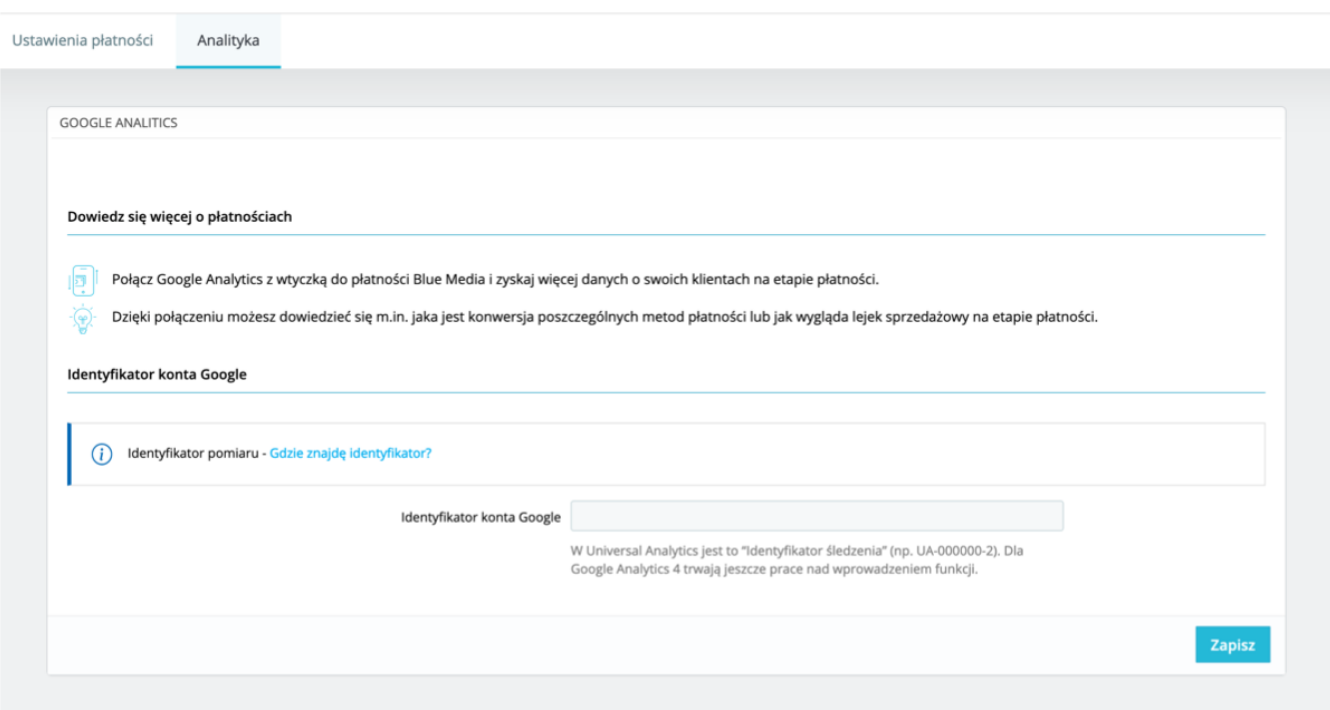 Ustawienia płatności
Analityka
GOOGLE ANALITICS
Dowiedz się więcej o płatnościach
Połącz Google Analytics z wtyczką do płatności Blue Media i zyskaj więcej danych o swoich klientach na etapie płatności.
Dzięki połączeniu możesz dowiedzieć się m.in. jaka jest konwersja poszczególnych metod płatności lub jak wygląda lejek sprzedażowy na etapie płatności.
Identyfikator konta Google
Identyfikator pomiaru - Gdzie znajdę identyfikator?
Identyfikator konta Google
W Universal Analytics jest to “Identyfikator śledzenia” (np. UA-000000-2). Dla
Google Analytics 4 trwają jeszcze prace nad wprowadzeniem funkcji.
Zapisz